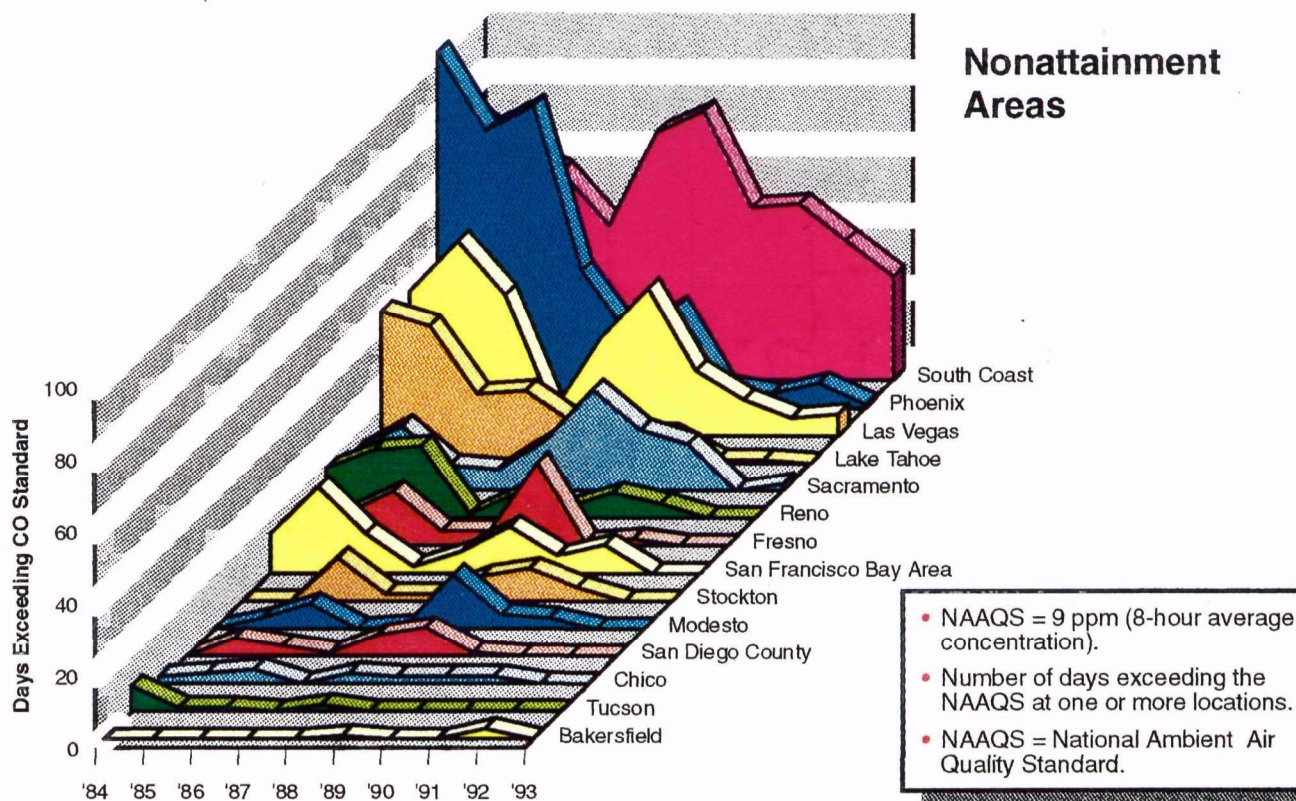 Nonattainment
Areas
Days Exceeding CO Standard
100
80
60
40
20
0
'84 '85 '86 '87 '88 '89 '90 '91 '92 '93
South Coast
Phoenix
Las Vegas
Lake Tahoe
Sacramento
Reno
Fresno
San Francisco Bay Area
Stockton
Modesto
San Diego County
Chico
Tucson
Bakersfield
• NAAQS = 9 ppm (8-hour average
concentration).
• Number of days exceeding the
NAAQS at one or more locations.
• NAAQS = National Ambient Air
Quality Standard.